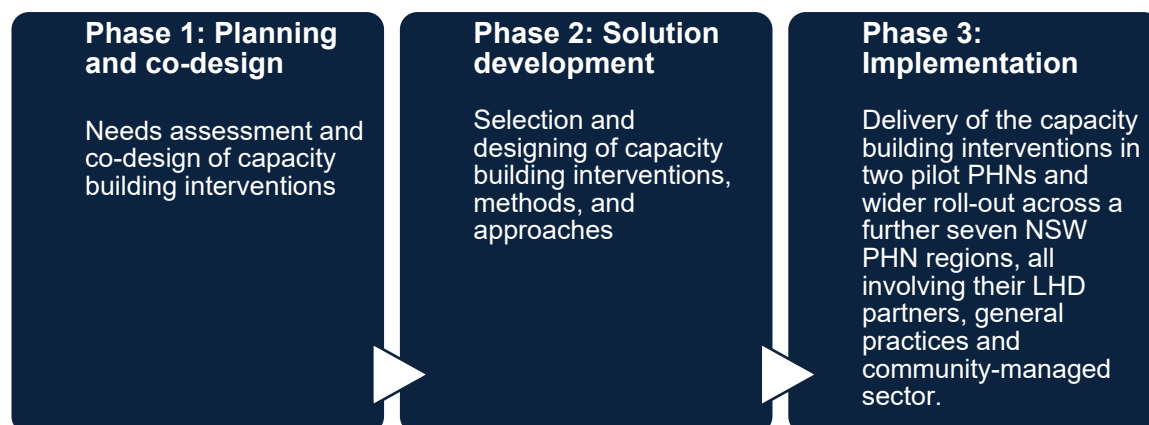 Phase 1: Planning
and co-design
Needs assessment and
co-design of capacity
building interventions
Phase 2: Solution
development
Selection and
designing of capacity
building interventions,
methods, and
approaches
Phase 3:
Implementation
Delivery of the capacity
building interventions in
two pilot PHNs and
wider roll-out across a
further seven NSW
PHN regions, all
involving their LHD
partners, general
practices and
community-managed
sector.